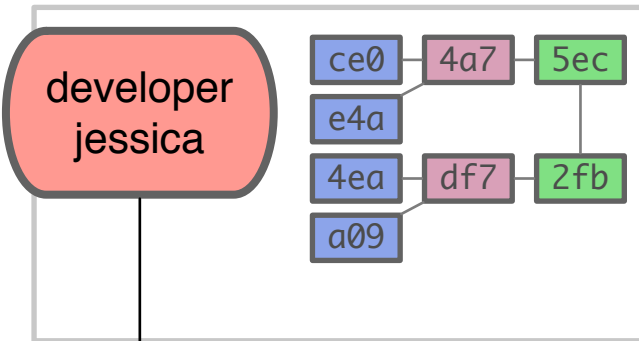 developer
jessica
ce0 4a7 5ec
e4a
4ea df7 2fb
a09